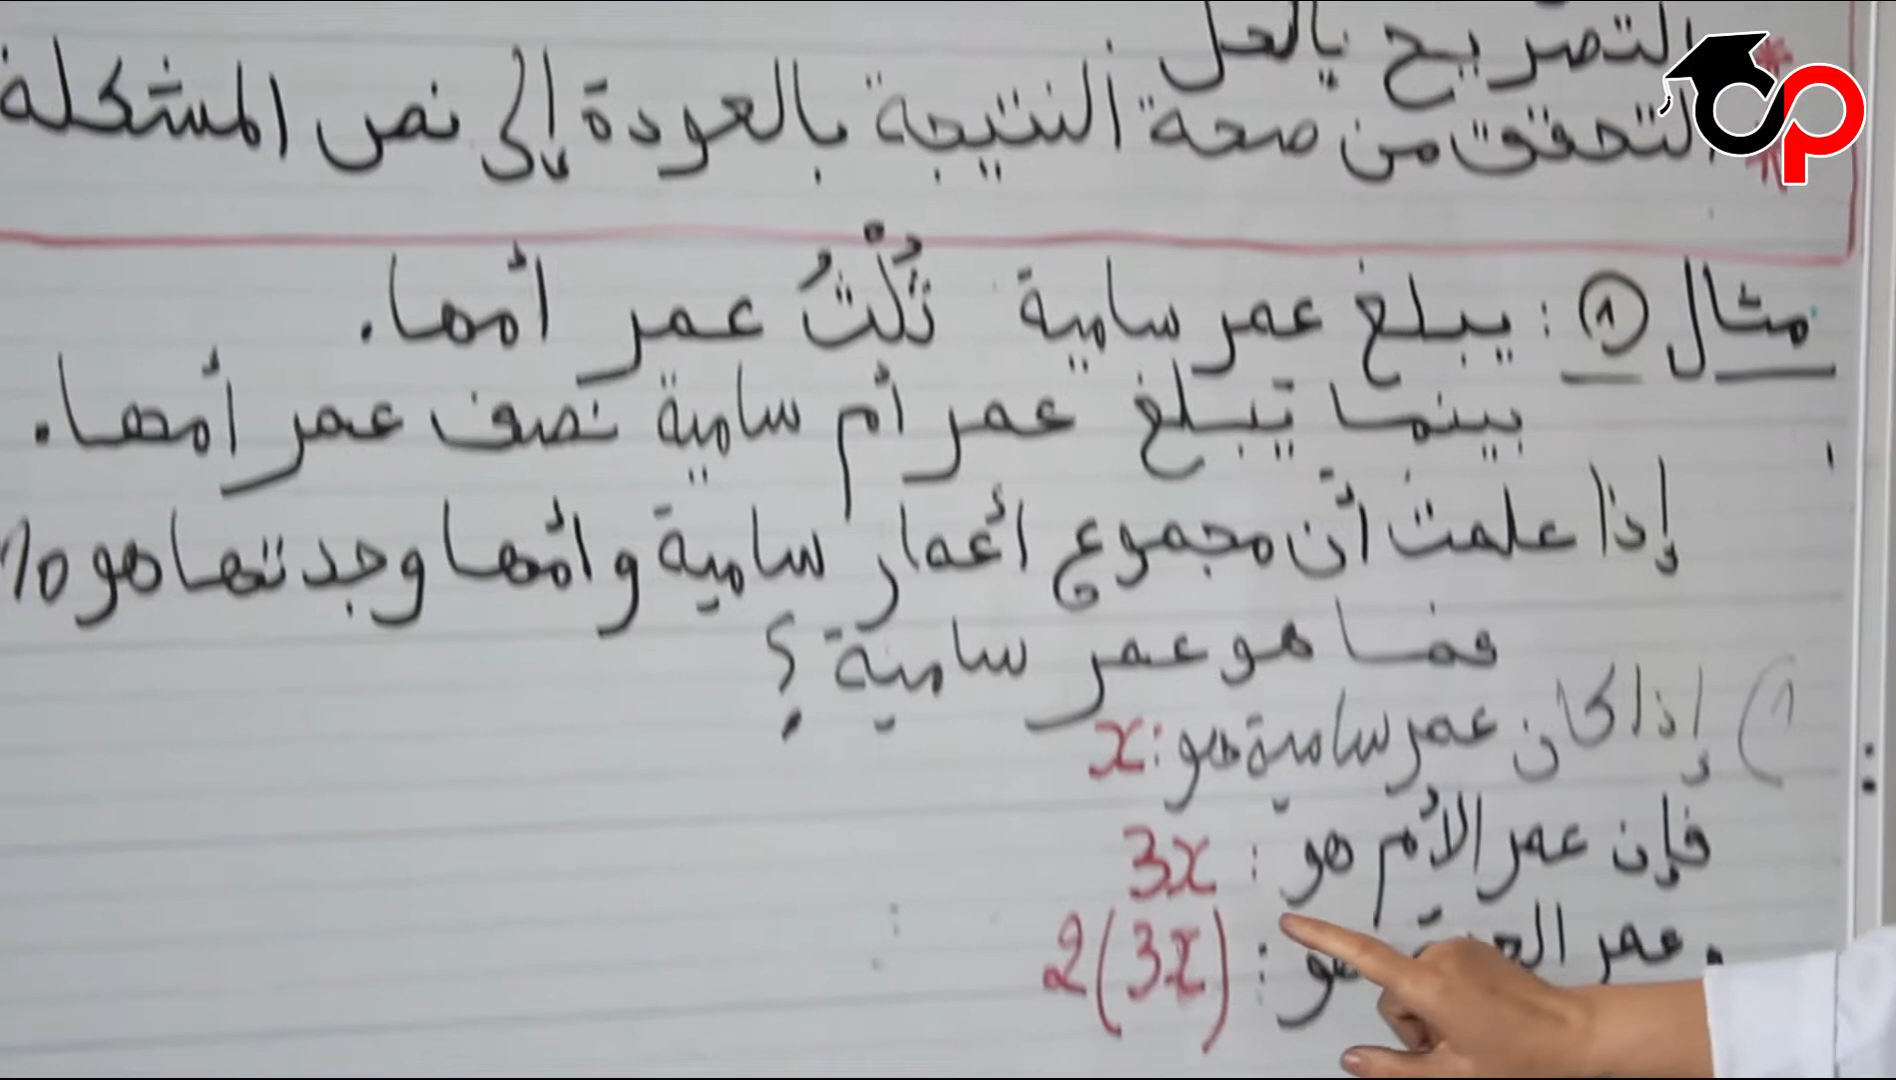 التصريح بالحل
* التحقق من صحة النتيجة بالعودة إلى نص المشكلة
مثال ①: يبلغ عمر سامية ثُلُثُ عمر أمها.
بينما تبلغ عمر أم سامية نصف عمر أمها.
إذا علمت أن مجموع أعمار سامية وأمها وجدتها هو
فما هو عمر سامية؟
1) إذا كان عمر سامية هو: x
فإن عمر الأم هو: 3x
. عمر هو: 2(3x)